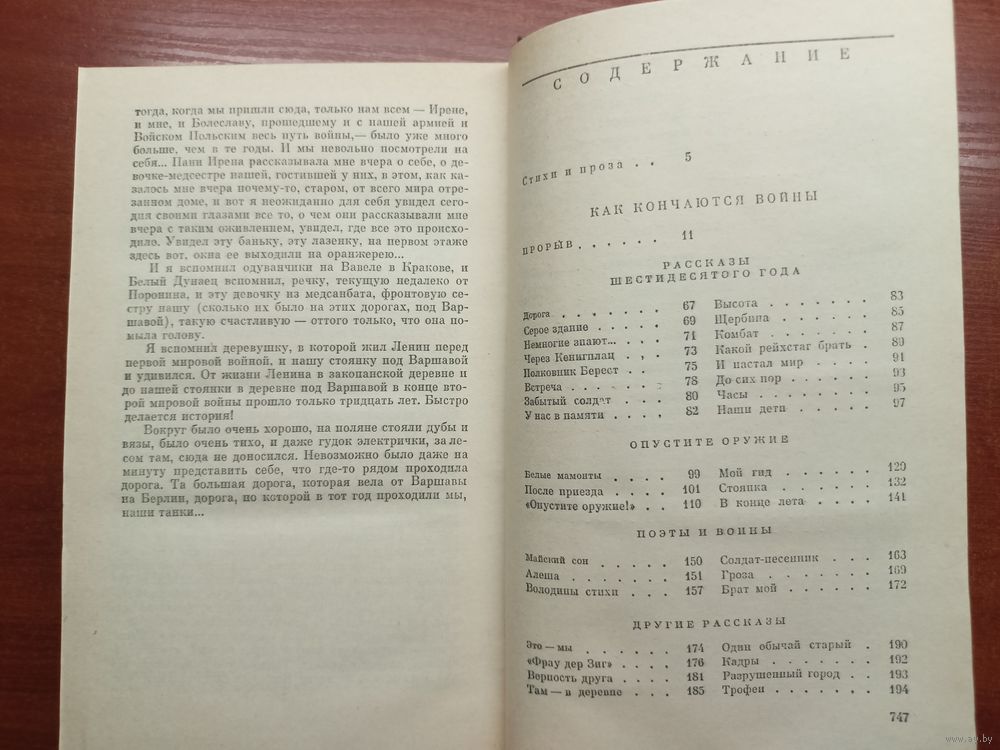 тогда, когда мы пришли сюда, только нам всем — Ирене,
и мне, и Болеславу, прошедшему и с нашей армией и
Войском Польским весь путь войны,— было уже много
больше, чем в те годы. И мы невольно посмотрели на
себя... Пани Ирена рассказывала мне вчера о себе, о де-
вочке-медсестре нашей, гостившей у них, в этом, как ка-
залось мне вчера почему-то, старом, от всего мира отре-
занном доме, и вот я неожиданно для себя увидел сего-
дня своими глазами все то, о чем они рассказывали мне
вчера с таким оживлением, увидел, где все это происхо-
дило. Увидел эту баньку, эту лазенку, на первом этаже
здесь вот, окна ее выходили на оранжерею...
И я вспомнил одуванчики на Вавеле в Кракове, и
Белый Дунаец вспомнил, речку, текущую недалеко от
Поронина, и эту девочку из медсанбата, фронтовую се-
стру нашу (сколько их было на этих дорогах, под Вар-
шавой), такую счастливую — оттого только, что она по-
мыла голову.
Я вспомнил деревушку, в которой жил Ленин перед
первой мировой войной, и нашу стоянку под Варшавой
и удивился. От жизни Ленина в закопанской деревне и
до нашей стоянки в деревне под Варшавой в конце вто-
рой мировой войны прошло только тридцать лет. Быстро
делается история!
Вокруг было очень хорошо, на поляне стояли дубы и
вязы, было очень тихо, и даже гудок электрички, за ле-
сом там, сюда не доносился. Невозможно было даже на
минуту представить себе, что где-то рядом проходила
дорога. Та большая дорога, которая вела от Варшавы
на Берлин, дорога, по которой в тот год проходили мы,
наши танки...
СОДЕРЖАНИЕ
Стихи и проза . . 5
КАК КОНЧАЮТСЯ ВОЙНЫ
ПРОРЫВ . . . . . . 11
РАССКАЗЫ
ШЕСТИДЕСЯТОГО ГОДА
Дорога . . . . . . . 67
Серое здание . . . . . 69
Немногие знают... . . . 71
Через Кенигплац . . . 73
Полковник Берест . . . 75
Встреча . . . . . . 78
Забытый солдат . . . . 80
У нас в памяти . . . . 82
Высота . . . . . . . 83
Щербина . . . . . . 85
Комбат . . . . . . . 87
Какой рейхстаг брать . 89
И настал мир . . . . 91
До сих пор . . . . . 93
Часы . . . . . . . 95
Наши дети . . . . . 97
ОПУСТИТЕ ОРУЖИЕ
Белые мамонты . . . . 99
После приезда . . . . 101
«Опустите оружие!» . . 110
Мой гид . . . . . . 129
Стоянка . . . . . . 132
В конце лета . . . . 141
ПОЭТЫ И ВОИНЫ
Майский сон . . . . . 150
Алеша . . . . . . . 151
Володины стихи . . . 157
Солдат-песенник . . . 163
Гроза . . . . . . . 169
Брат мой . . . . . . 172
ДРУГИЕ РАССКАЗЫ
Это — мы . . . . . . 174
«Фрау дер Зиг» . . . . 176
Верность друга . . . . 181
Там — в деревне . . . 185
Один обычай старый . 190
Кадры . . . . . . . 192
Разрушенный город . . 193
Трофеи . . . . . . . 194
747
www.ay.by